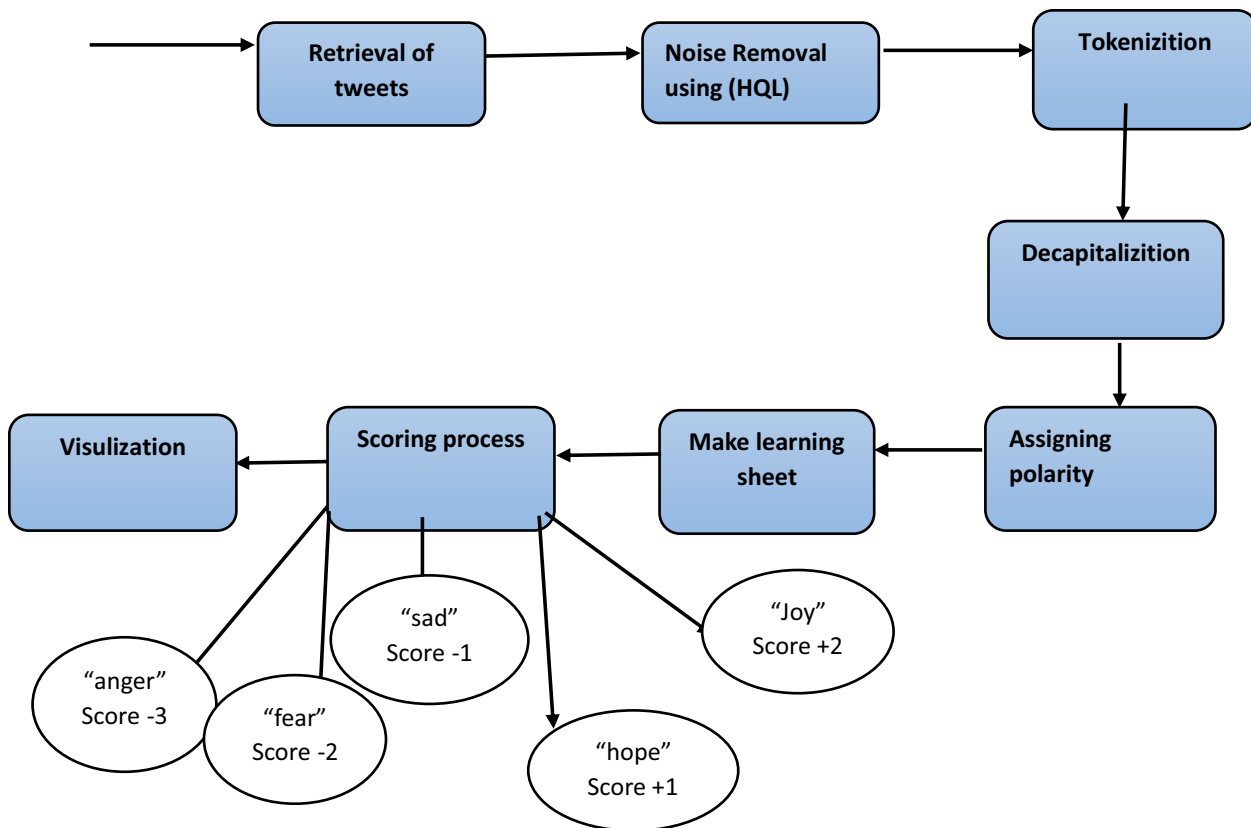 Retrieval of
tweets
Noise Removal
using (HQL)
Tokenizition
Decapitalizition
Assigning
polarity
Make learning
sheet
Scoring process
Visulization
“anger”
Score -3
“fear”
Score -2
“sad”
Score -1
“hope”
Score +1
“Joy”
Score +2